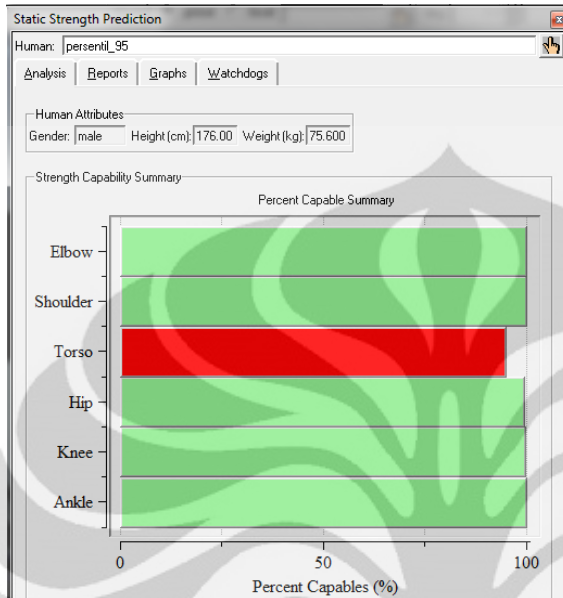 Static Strength Prediction
Human: persentil_95
Analysis Reports Graphs Watchdogs
Human Attributes
Gender: male Height (cm): 176.00 Weight (kg): 75.600
Strength Capability Summary
Percent Capable Summary
Elbow
Shoulder
Torso
Hip
Knee
Ankle
0 50 100
Percent Capables (%)